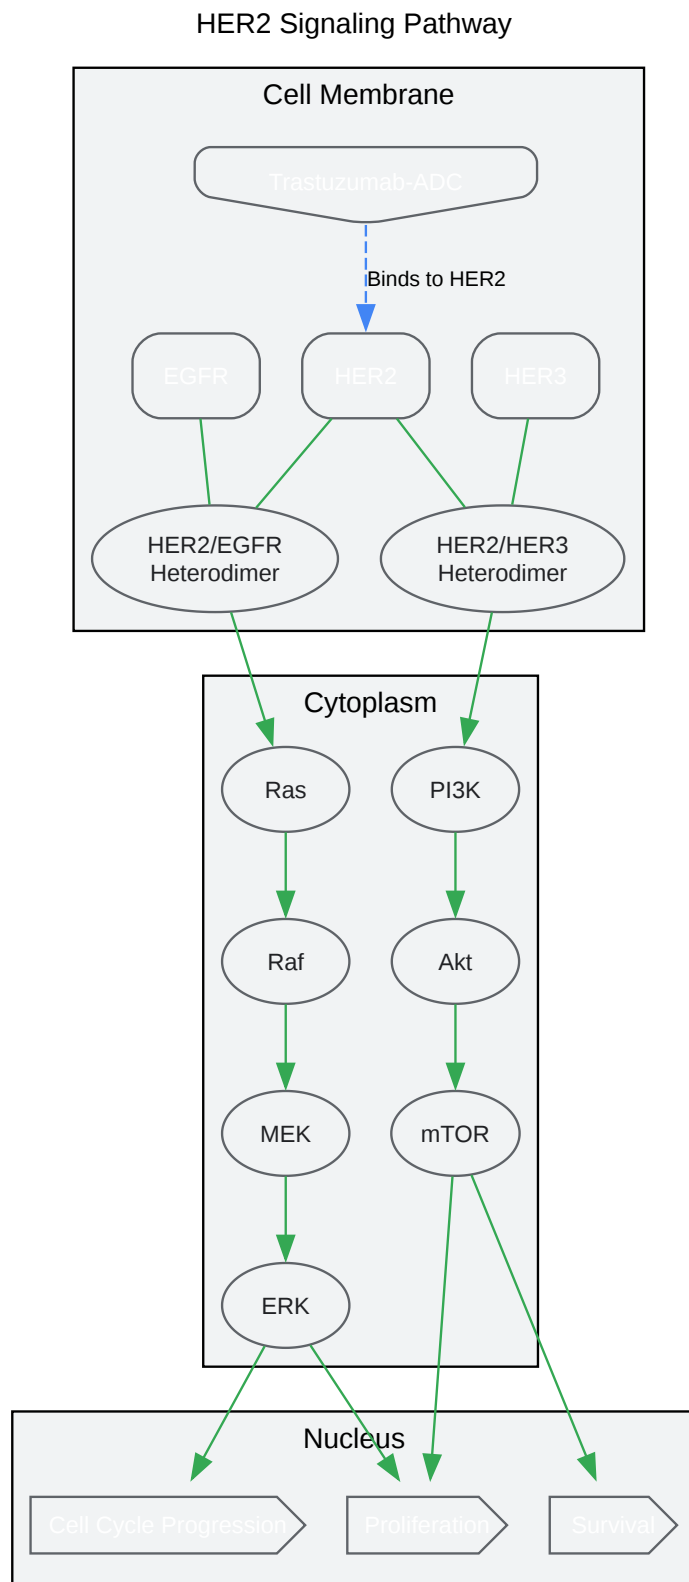 HER2 Signaling Pathway
Cell Membrane
Trastuzumab-ADC
Binds to HER2
EGFR
HER2
HER3
HER2/EGFR
Heterodimer
HER2/HER3
Heterodimer
Cytoplasm
Ras
PI3K
Raf
Akt
MEK
mTOR
ERK
Nucleus
Cell Cycle Progression
Proliferation
Survival